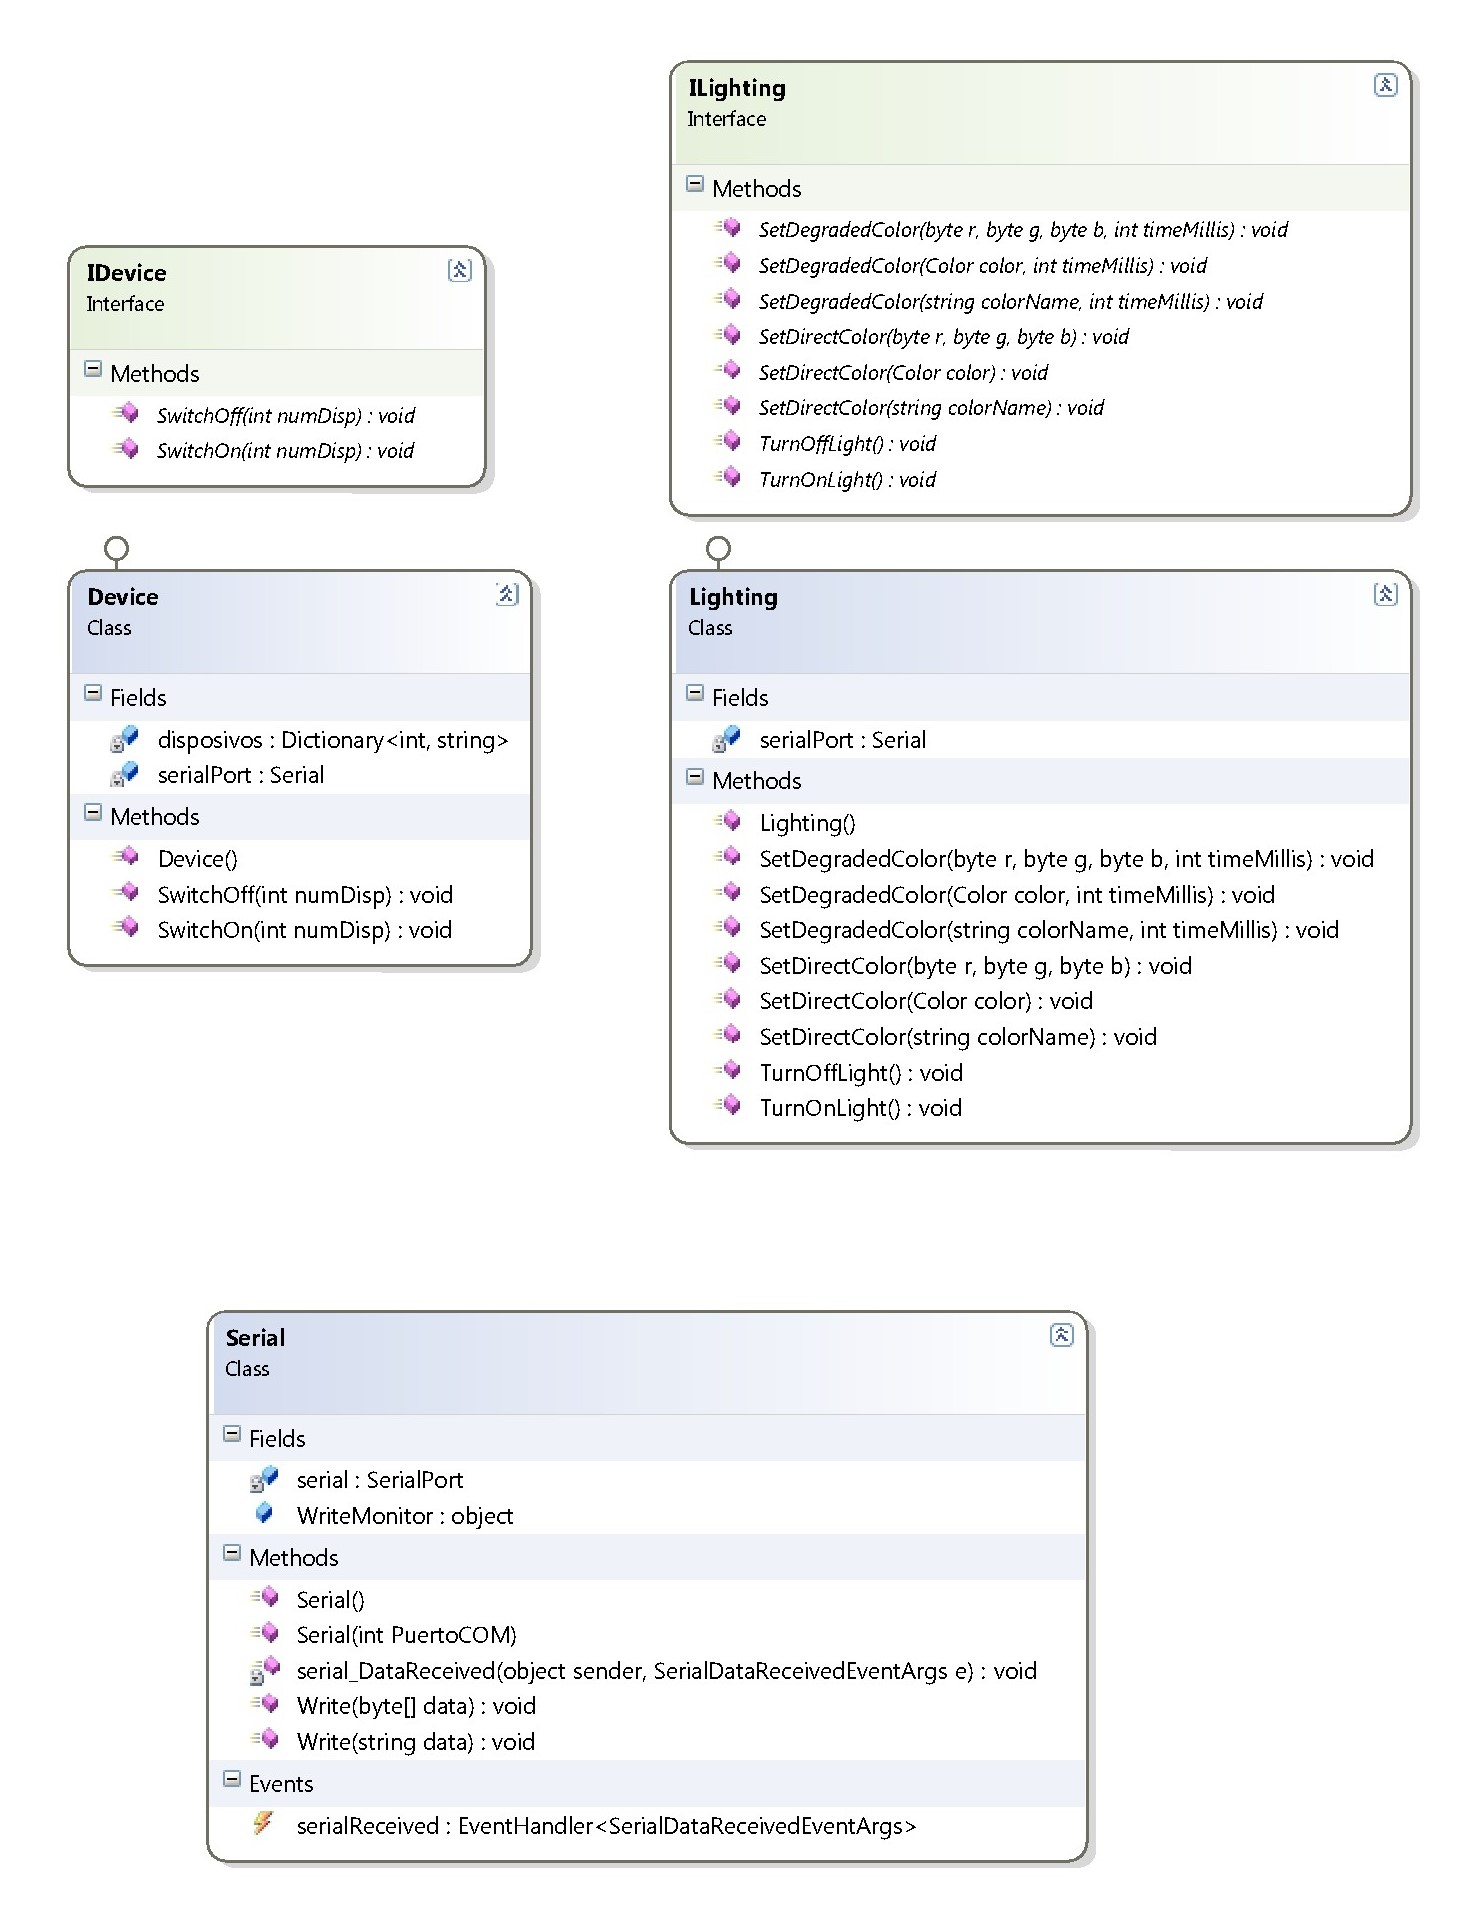 ILighting
Interface
Methods
SetDegradedColor(byte r, byte g, byte b, int timeMillis) : void
SetDegradedColor(Color color, int timeMillis) : void
SetDegradedColor(string colorName, int timeMillis) : void
SetDirectColor(byte r, byte g, byte b) : void
SetDirectColor(Color color) : void
SetDirectColor(string colorName) : void
TurnOffLight() : void
TurnOnLight() : void
IDevice
Interface
Methods
SwitchOff(int numDisp) : void
SwitchOn(int numDisp) : void
Device
Class
Fields
disposivos : Dictionary<int, string>
serialPort : Serial
Methods
Device()
SwitchOff(int numDisp) : void
SwitchOn(int numDisp) : void
Lighting
Class
Fields
serialPort : Serial
Methods
Lighting()
SetDegradedColor(byte r, byte g, byte b, int timeMillis) : void
SetDegradedColor(Color color, int timeMillis) : void
SetDegradedColor(string colorName, int timeMillis) : void
SetDirectColor(byte r, byte g, byte b) : void
SetDirectColor(Color color) : void
SetDirectColor(string colorName) : void
TurnOffLight() : void
TurnOnLight() : void
Serial
Class
Fields
serial : SerialPort
WriteMonitor : object
Methods
Serial()
Serial(int PuertoCOM)
serial_DataReceived(object sender, SerialDataReceivedEventArgs e) : void
Write(byte[] data) : void
Write(string data) : void
Events
serialReceived : EventHandler<SerialDataReceivedEventArgs>